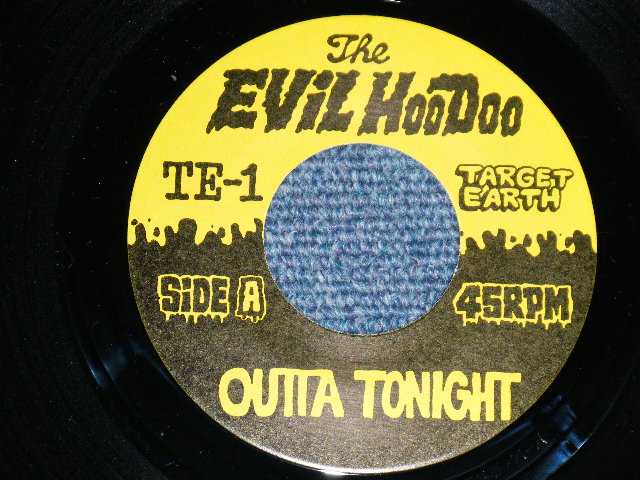 The
EViL HooDoo
TE-1
TARGET
EARTH
SiDE A
45RPM
OUTTA TONIGHT